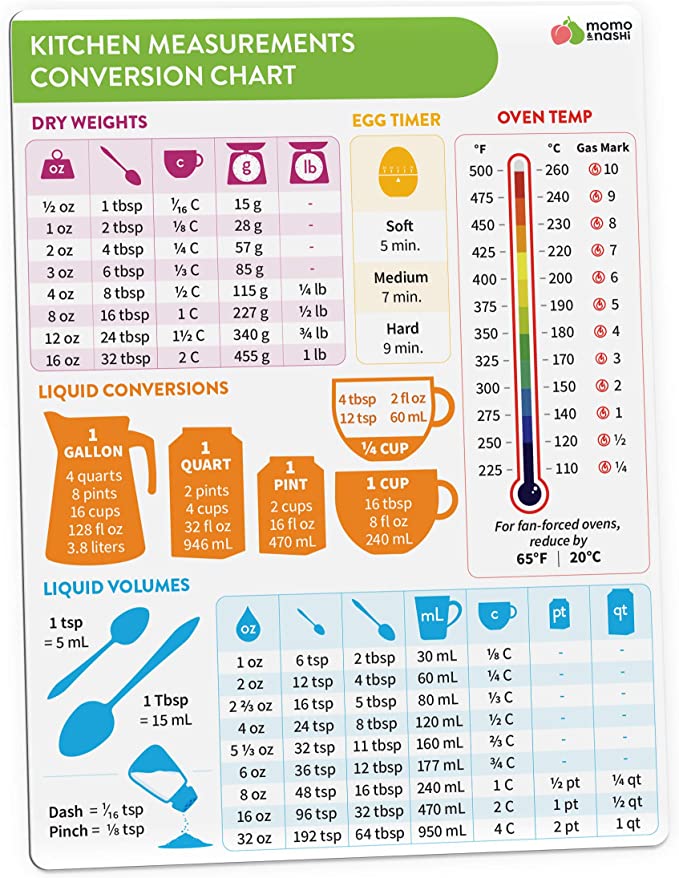 KITCHEN MEASUREMENTS
CONVERSION CHART
momo
&nashi
DRY WEIGHTS
oz c g lb
½ oz 1 tbsp 1⁄16 C 15 g -
1 oz 2 tbsp ⅛ C 28 g -
2 oz 4 tbsp ¼ C 57 g -
3 oz 6 tbsp ⅓ C 85 g -
4 oz 8 tbsp ½ C 115 g ¼ lb
8 oz 16 tbsp 1 C 227 g ½ lb
12 oz 24 tbsp 1½ C 340 g ¾ lb
16 oz 32 tbsp 2 C 455 g 1 lb
EGG TIMER
Soft
5 min.
Medium
7 min.
Hard
9 min.
OVEN TEMP
°F °C Gas Mark
500 - - 260 10
475 - - 240 9
450 - - 230 8
425 - - 220 7
400 - - 200 6
375 - - 190 5
350 - - 180 4
325 - - 170 3
300 - - 150 2
275 - - 140 1
250 - - 120 ½
225 - - 110 ¼
For fan-forced ovens,
reduce by
65°F | 20°C
LIQUID CONVERSIONS
1
GALLON
4 quarts
8 pints
16 cups
128 fl oz
3.8 liters
1
QUART
2 pints
4 cups
32 fl oz
946 mL
1
PINT
2 cups
16 fl oz
470 mL
4 tbsp 2 fl oz
12 tsp 60 mL
¼ CUP
1 CUP
16 tbsp
8 fl oz
240 mL
LIQUID VOLUMES
1 tsp
= 5 mL
1 Tbsp
= 15 mL
Dash = 1⁄16 tsp
Pinch = ⅛ tsp
oz mL c pt qt
1 oz 6 tsp 2 tbsp 30 mL ⅛ C - -
2 oz 12 tsp 4 tbsp 60 mL ¼ C - -
2 ⅔ oz 16 tsp 5 tbsp 80 mL ⅓ C - -
4 oz 24 tsp 8 tbsp 120 mL ½ C - -
5 ⅓ oz 32 tsp 11 tbsp 160 mL ⅔ C - -
6 oz 36 tsp 12 tbsp 177 mL ¾ C - -
8 oz 48 tsp 16 tbsp 240 mL 1 C ½ pt ¼ qt
16 oz 96 tsp 32 tbsp 470 mL 2 C 1 pt ½ qt
32 oz 192 tsp 64 tbsp 950 mL 4 C 2 pt 1 qt